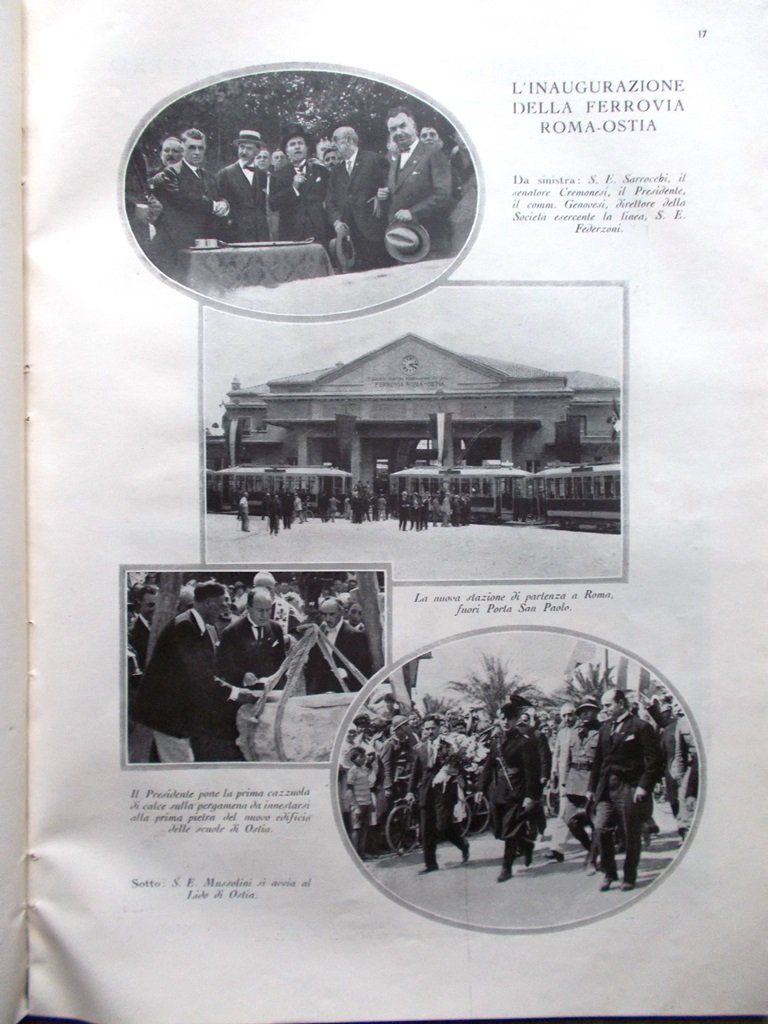 17
L'INAUGURAZIONE
DELLA FERROVIA
ROMA-OSTIA
Da sinistra: S. E. Sarrocchi, il
senatore Cremonesi, il Presidente,
il comm. Genovesi, direttore della
Società esercente la linea, S. E.
Federzoni.
FERROVIA ROMA-OSTIA
La nuova stazione di partenza a Roma,
fuori Porta San Paolo.
Il Presidente pone la prima cazzuola
di calce sulla pergamena da innestarsi
alla prima pietra del nuovo edificio
delle scuole di Ostia.
Sotto: S. E. Mussolini si avvia al
Lido di Ostia.